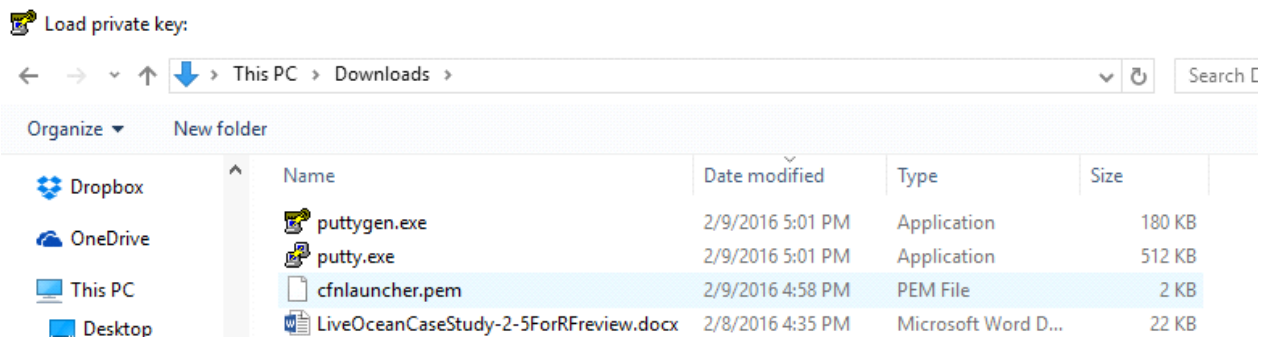 Load private key:
This PC > Downloads >
Search D
Organize New folder
Dropbox
OneDrive
This PC
Desktop
Name Date modified Type Size
puttygen.exe 2/9/2016 5:01 PM Application 180 KB
putty.exe 2/9/2016 5:01 PM Application 512 KB
cfnlauncher.pem 2/9/2016 4:58 PM PEM File 2 KB
LiveOceanCaseStudy-2-5ForRFreview.docx 2/8/2016 4:35 PM Microsoft Word D... 22 KB